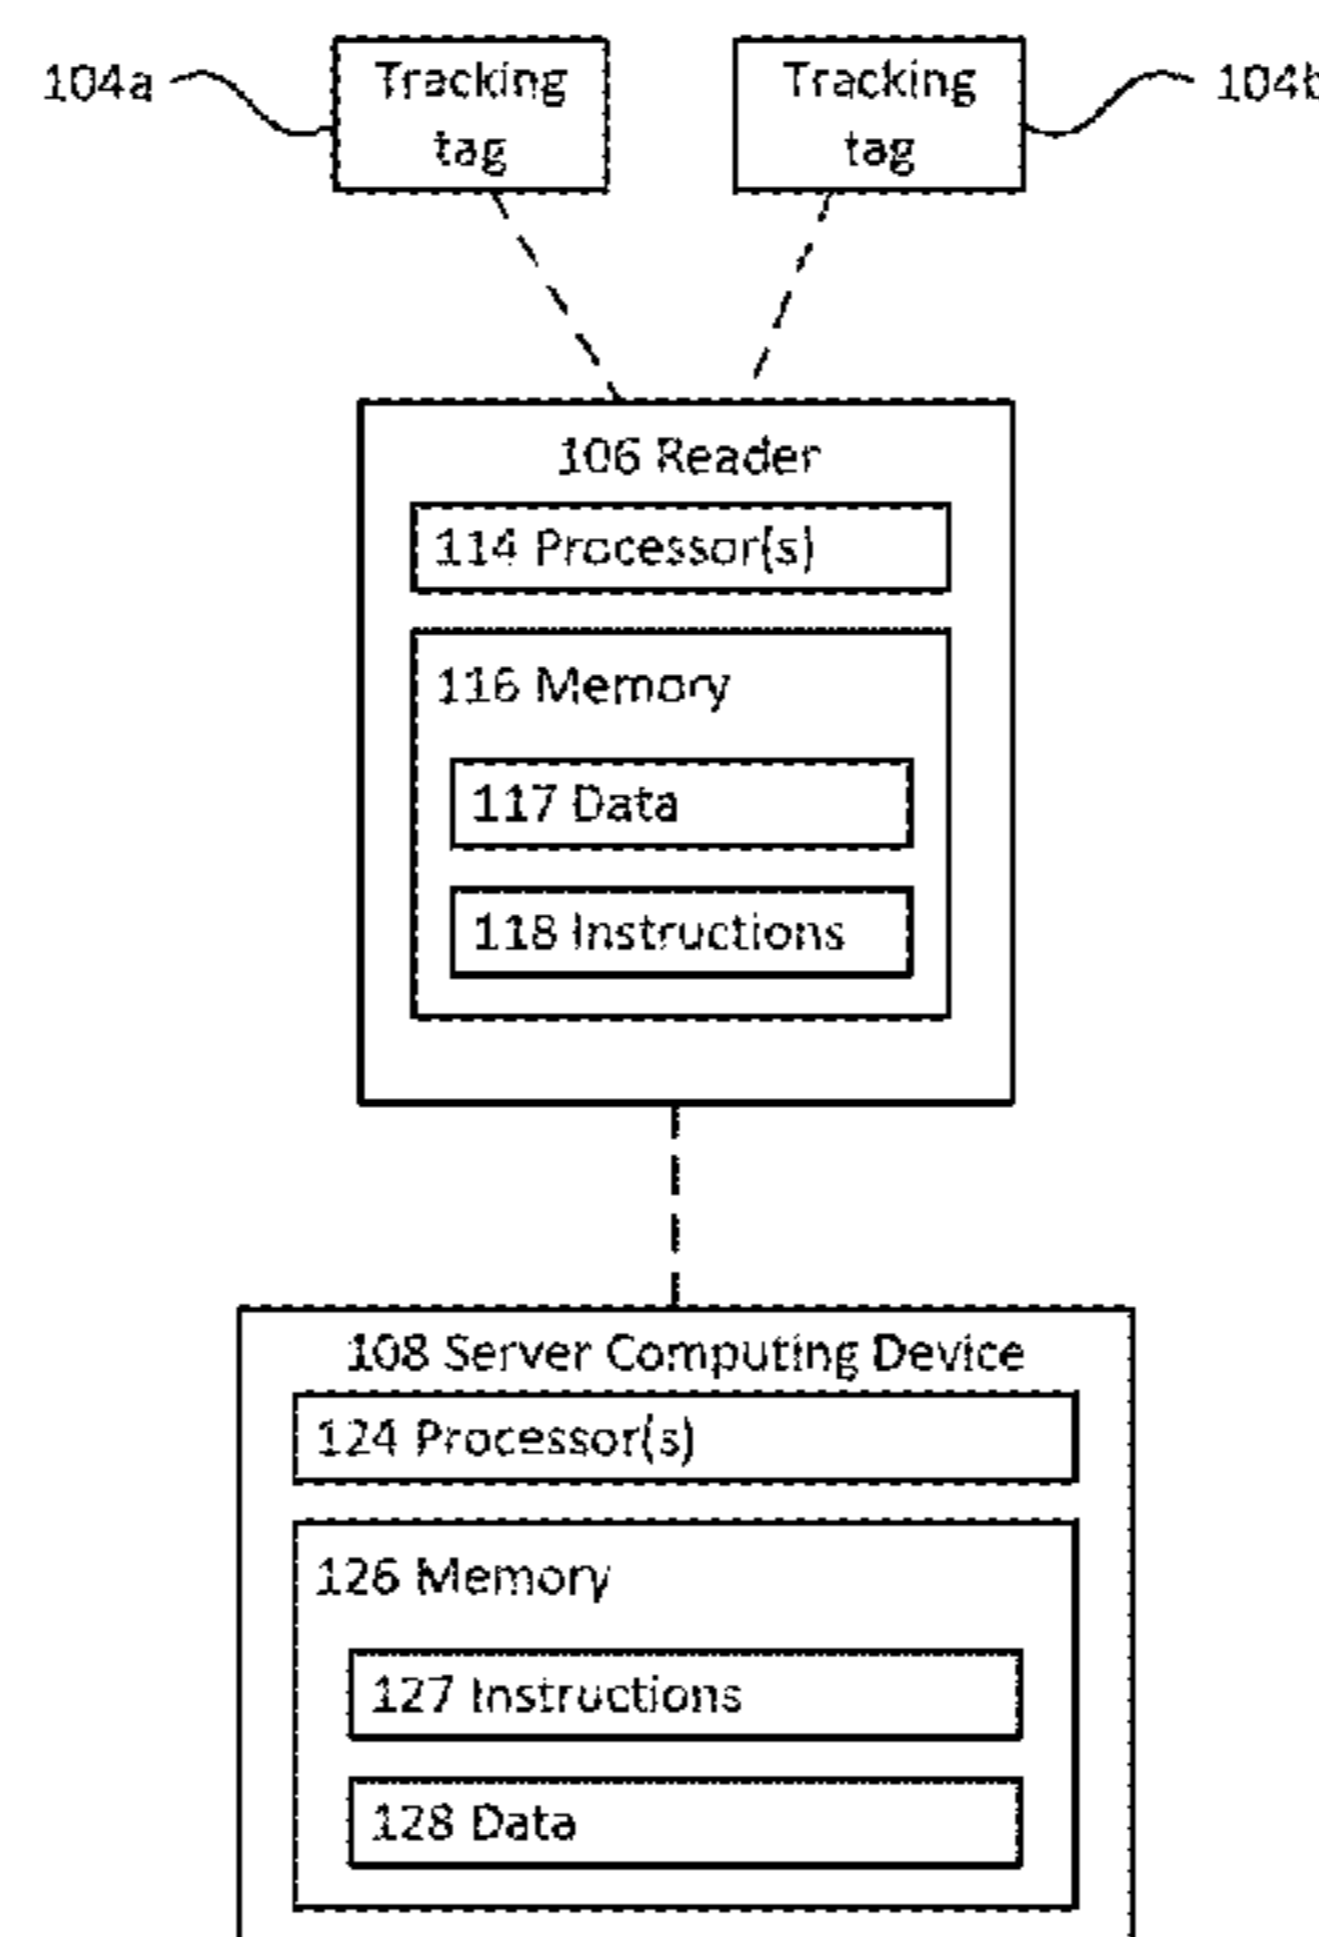 104a
Tracking
tag
Tracking
tag
104b
106 Reader
114 Processor(s)
116 Memory
117 Data
118 Instructions
108 Server Computing Device
124 Processor(s)
126 Memory
127 Instructions
128 Data